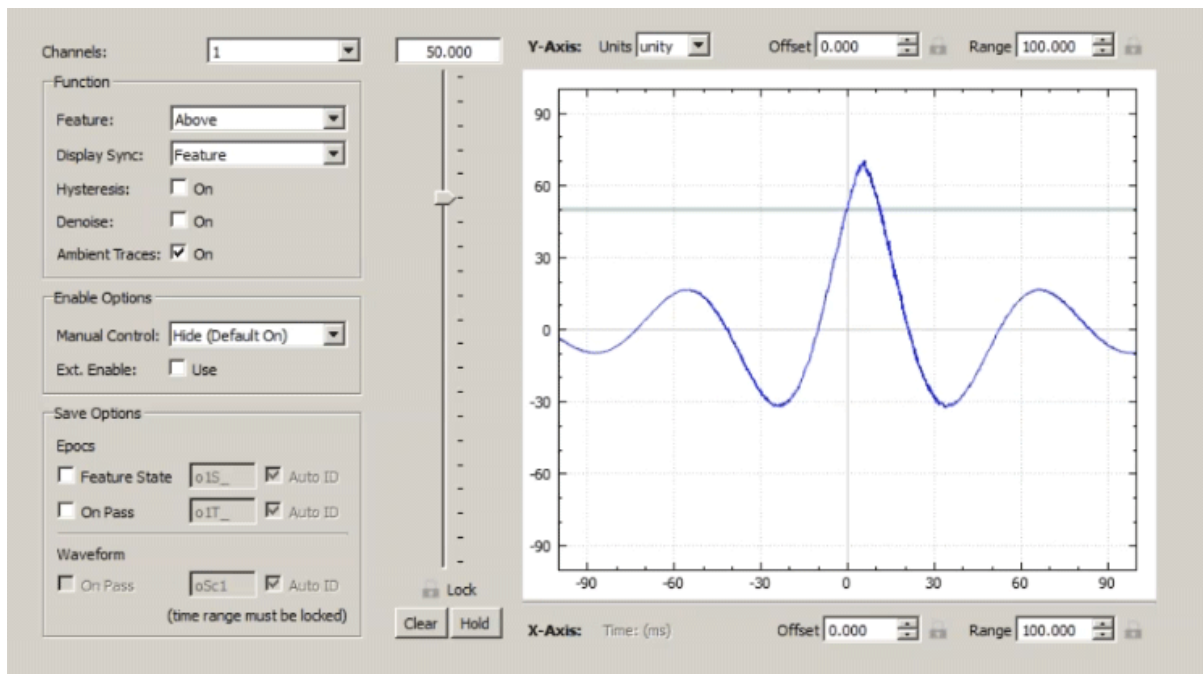 Channels: 1
Function
Feature: Above
Display Sync: Feature
Hysteresis: On
Denoise: On
Ambient Traces: On
Enable Options
Manual Control: Hide (Default On)
Ext. Enable: Use
Save Options
Epocs
Feature State o1S_ Auto ID
On Pass o1T_ Auto ID
Waveform
On Pass oSc1 Auto ID
(time range must be locked)
50.000
Lock
Clear Hold
Y-Axis: Units unity Offset 0.000 Range 100.000
90
60
30
0
-30
-60
-90
-90 -60 -30 0 30 60 90
X-Axis: Time: (ms) Offset 0.000 Range 100.000